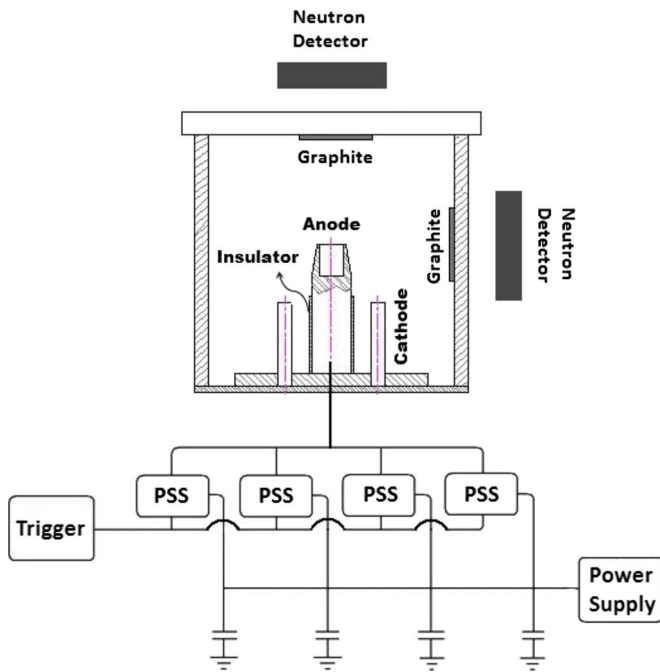 Neutron
Detector
Graphite
Anode
Insulator
Graphite
Neutron
Detector
Cathode
PSS
PSS
PSS
PSS
Trigger
Power
Supply